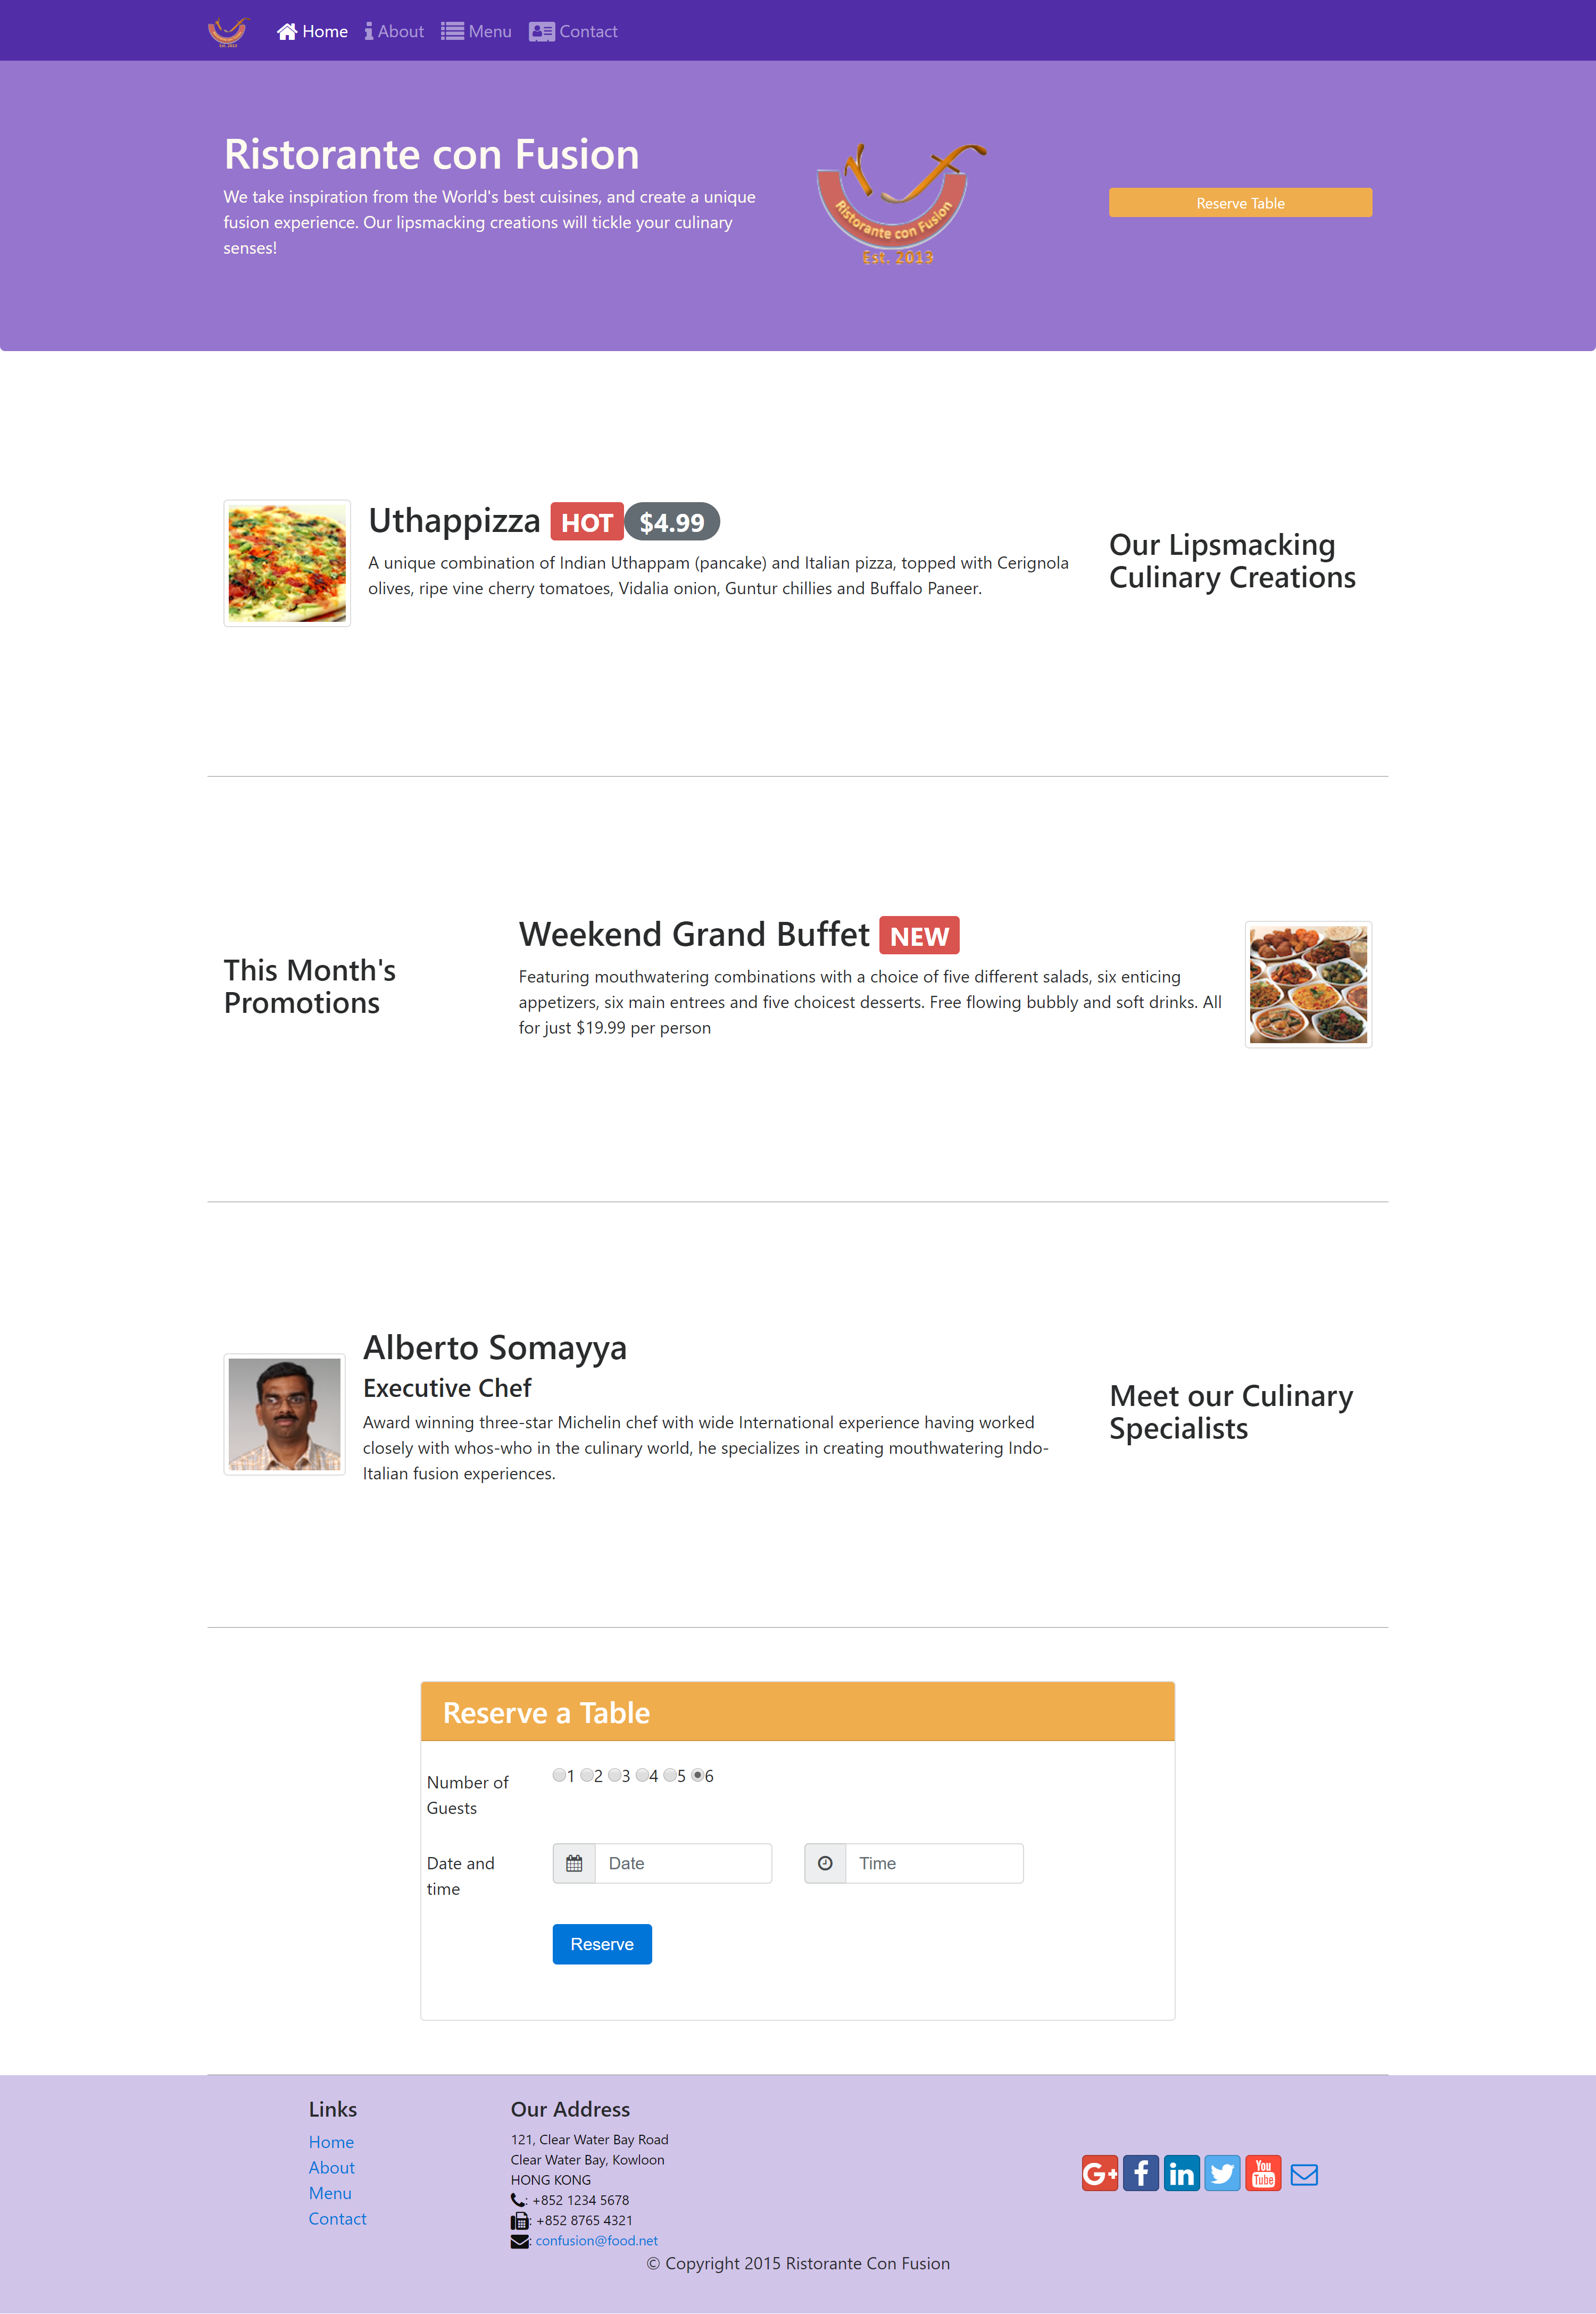 Home About Menu Contact
Ristorante con Fusion
We take inspiration from the World's best cuisines, and create a unique
fusion experience. Our lipsmacking creations will tickle your culinary
senses!
Ristorante con Fusion
Est. 2013
Reserve Table
Uthappizza HOT $4.99
A unique combination of Indian Uthappam (pancake) and Italian pizza, topped with Cerignola
olives, ripe vine cherry tomatoes, Vidalia onion, Guntur chillies and Buffalo Paneer.
Our Lipsmacking
Culinary Creations
This Month's
Promotions
Weekend Grand Buffet NEW
Featuring mouthwatering combinations with a choice of five different salads, six enticing
appetizers, six main entrees and five choicest desserts. Free flowing bubbly and soft drinks. All
for just $19.99 per person
Alberto Somayya
Executive Chef
Award winning three-star Michelin chef with wide International experience having worked
closely with whos-who in the culinary world, he specializes in creating mouthwatering Indo-
Italian fusion experiences.
Meet our Culinary
Specialists
Reserve a Table
Number of
Guests
1 2 3 4 5 6
Date and
time
Date
Time
Reserve
Links
Home
About
Menu
Contact
Our Address
121, Clear Water Bay Road
Clear Water Bay, Kowloon
HONG KONG
: +852 1234 5678
: +852 8765 4321
: confusion@food.net
G+ f in You Tube
© Copyright 2015 Ristorante Con Fusion